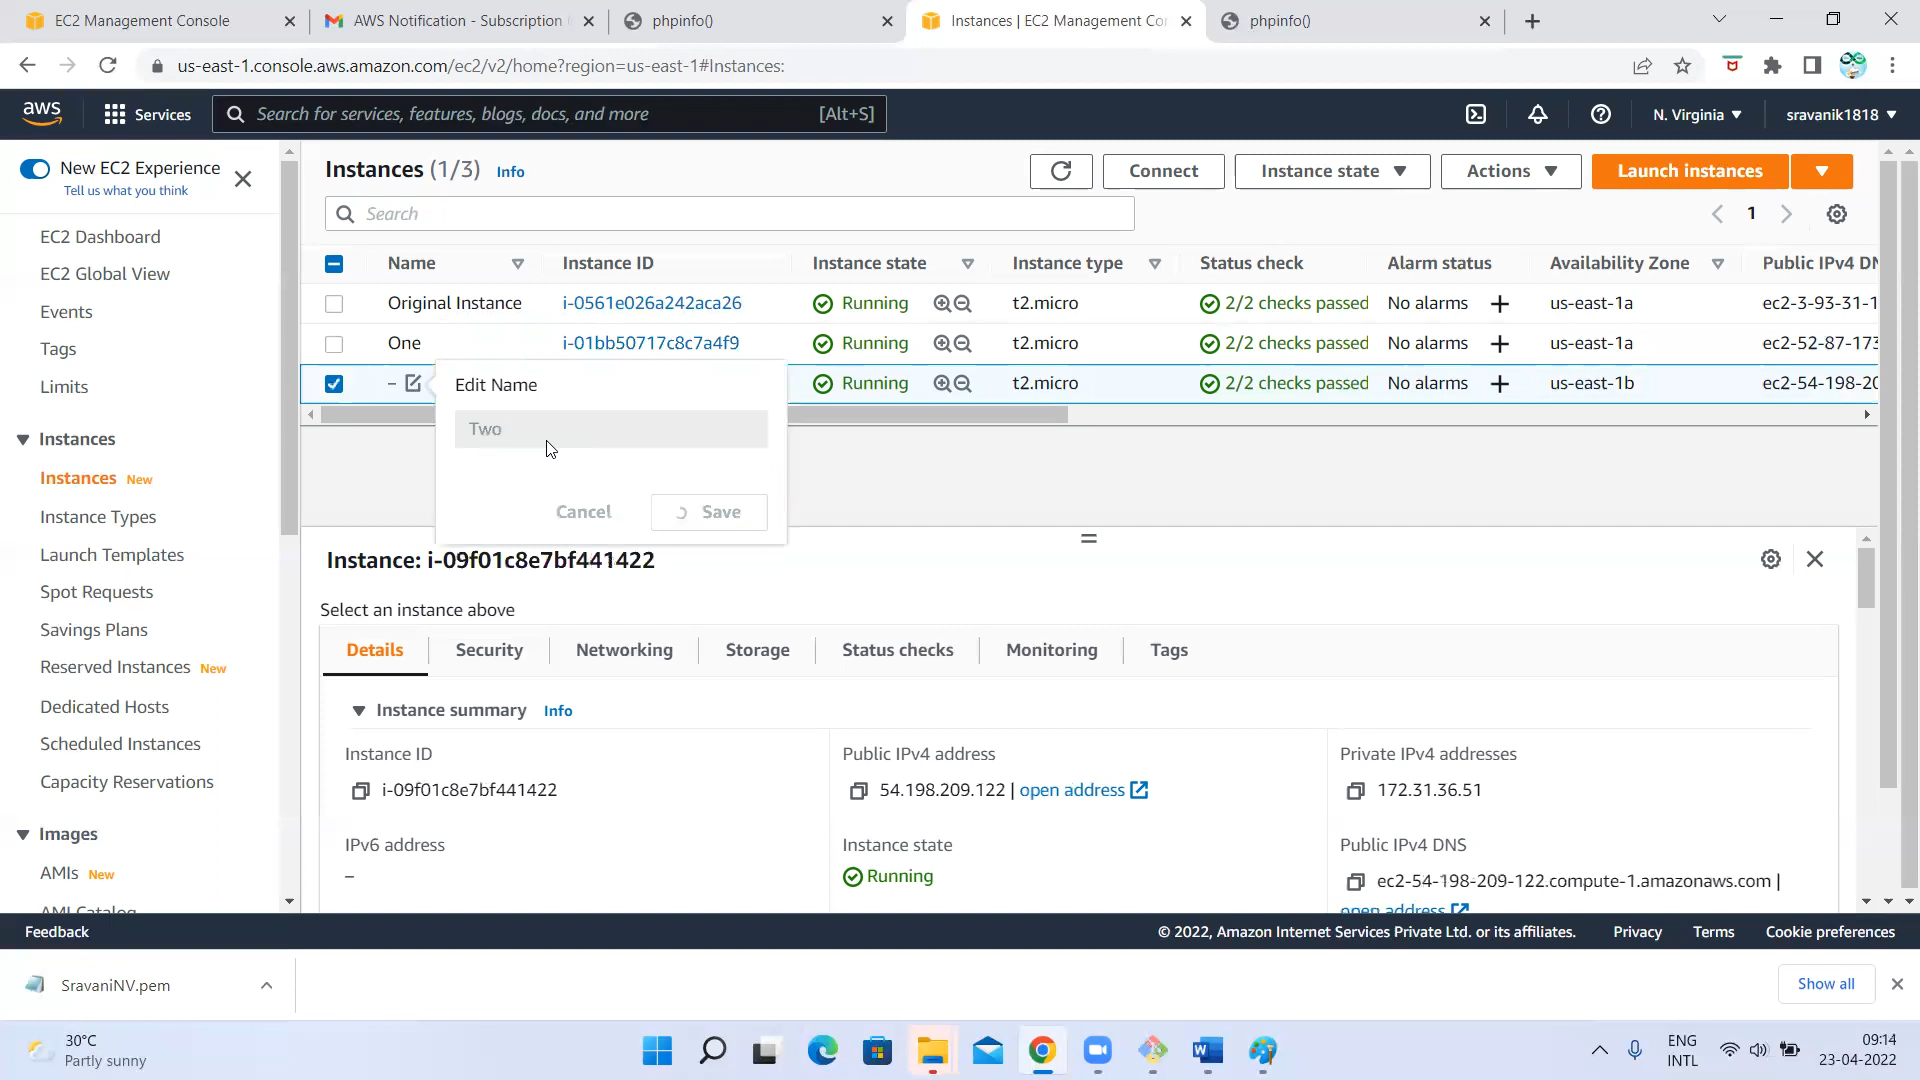 EC2 Management Console
AWS Notification - Subscription
phpinfo()
Instances | EC2 Management Co
phpinfo()
us-east-1.console.aws.amazon.com/ec2/v2/home?region=us-east-1#Instances:
aws
Services
Search for services, features, blogs, docs, and more
[Alt+S]
N. Virginia
sravanik1818
New EC2 Experience
Tell us what you think
EC2 Dashboard
EC2 Global View
Events
Tags
Limits
Instances
Instances New
Instance Types
Launch Templates
Spot Requests
Savings Plans
Reserved Instances New
Dedicated Hosts
Scheduled Instances
Capacity Reservations
Images
AMIs New
AMI Catalog
Instances (1/3) Info
Connect
Instance state
Actions
Launch instances
Search
1
Name Instance ID Instance state Instance type Status check Alarm status Availability Zone Public IPv4 DN
Original Instance i-0561e026a242aca26 Running t2.micro 2/2 checks passed No alarms + us-east-1a ec2-3-93-31-1
One i-01bb50717c8c7a4f9 Running t2.micro 2/2 checks passed No alarms + us-east-1a ec2-52-87-173
– Running t2.micro 2/2 checks passed No alarms + us-east-1b ec2-54-198-20
Edit Name
Two
Cancel
Save
Instance: i-09f01c8e7bf441422
Select an instance above
Details
Security
Networking
Storage
Status checks
Monitoring
Tags
Instance summary Info
Instance ID
i-09f01c8e7bf441422
Public IPv4 address
54.198.209.122 | open address
Private IPv4 addresses
172.31.36.51
IPv6 address
–
Instance state
Running
Public IPv4 DNS
ec2-54-198-209-122.compute-1.amazonaws.com |
open address
Feedback
© 2022, Amazon Internet Services Private Ltd. or its affiliates.
Privacy
Terms
Cookie preferences
SravaniNV.pem
Show all
30°C
Partly sunny
ENG
INTL
09:14
23-04-2022